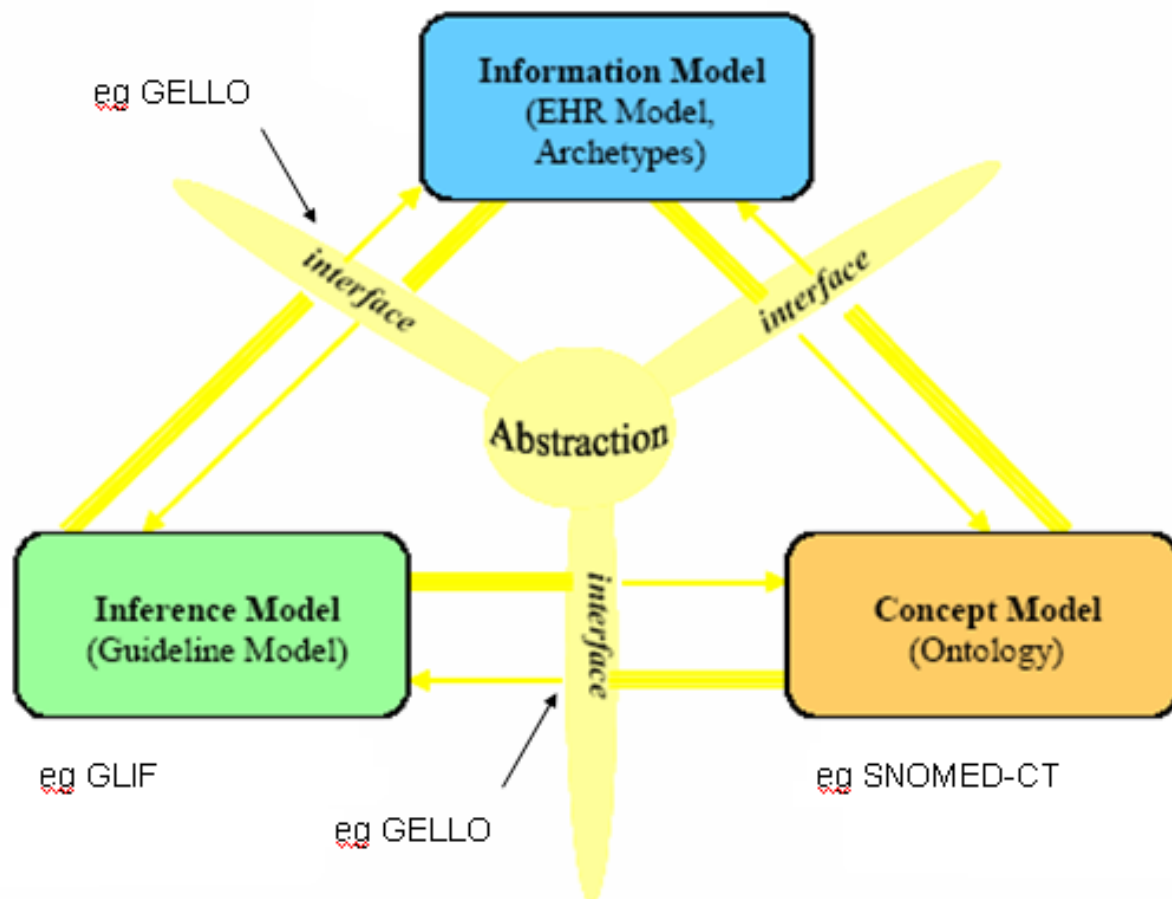 Information Model
(EHR Model,
Archetypes)
eg GELLO
interface
interface
Abstraction
Inference Model
(Guideline Model)
interface
Concept Model
(Ontology)
eg GLIF
eg SNOMED-CT
eg GELLO